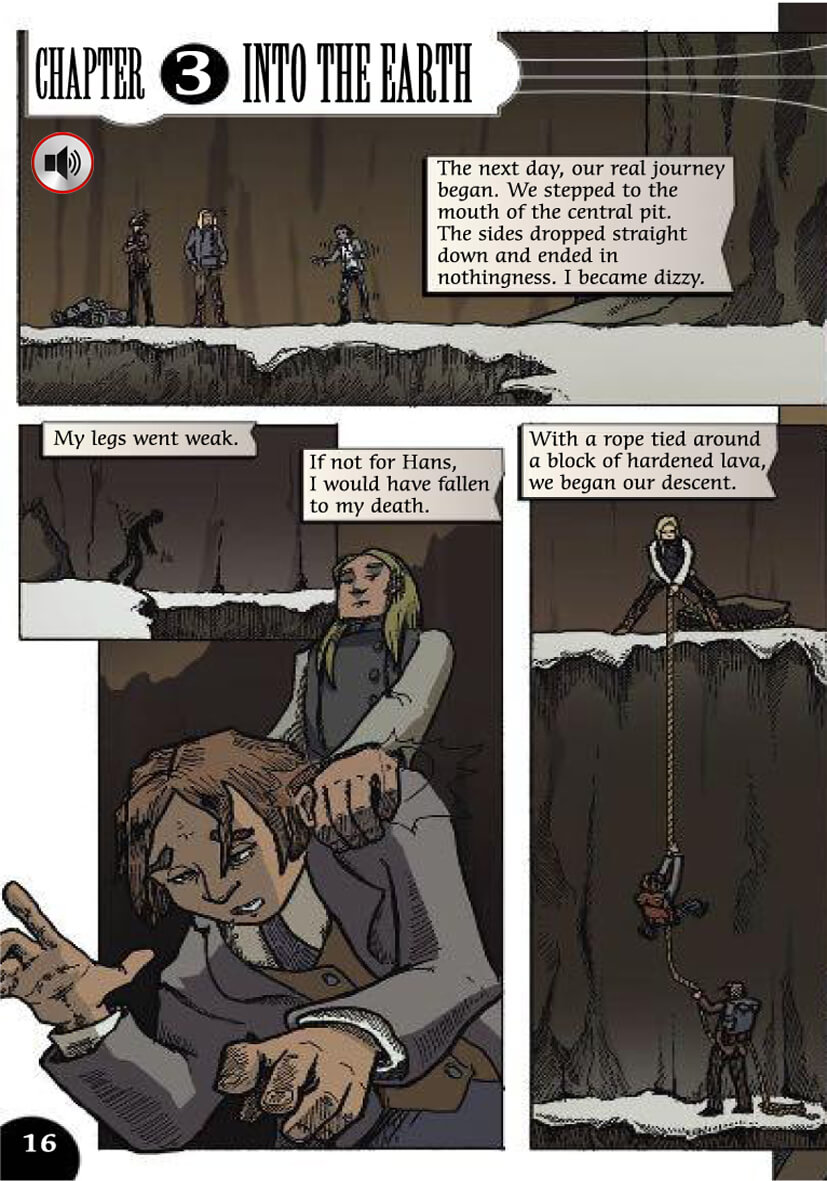 CHAPTER 3 INTO THE EARTH
The next day, our real journey
began. We stepped to the
mouth of the central pit.
The sides dropped straight
down and ended in
nothingness. I became dizzy.
My legs went weak.
If not for Hans,
I would have fallen
to my death.
With a rope tied around
a block of hardened lava,
we began our descent.
16